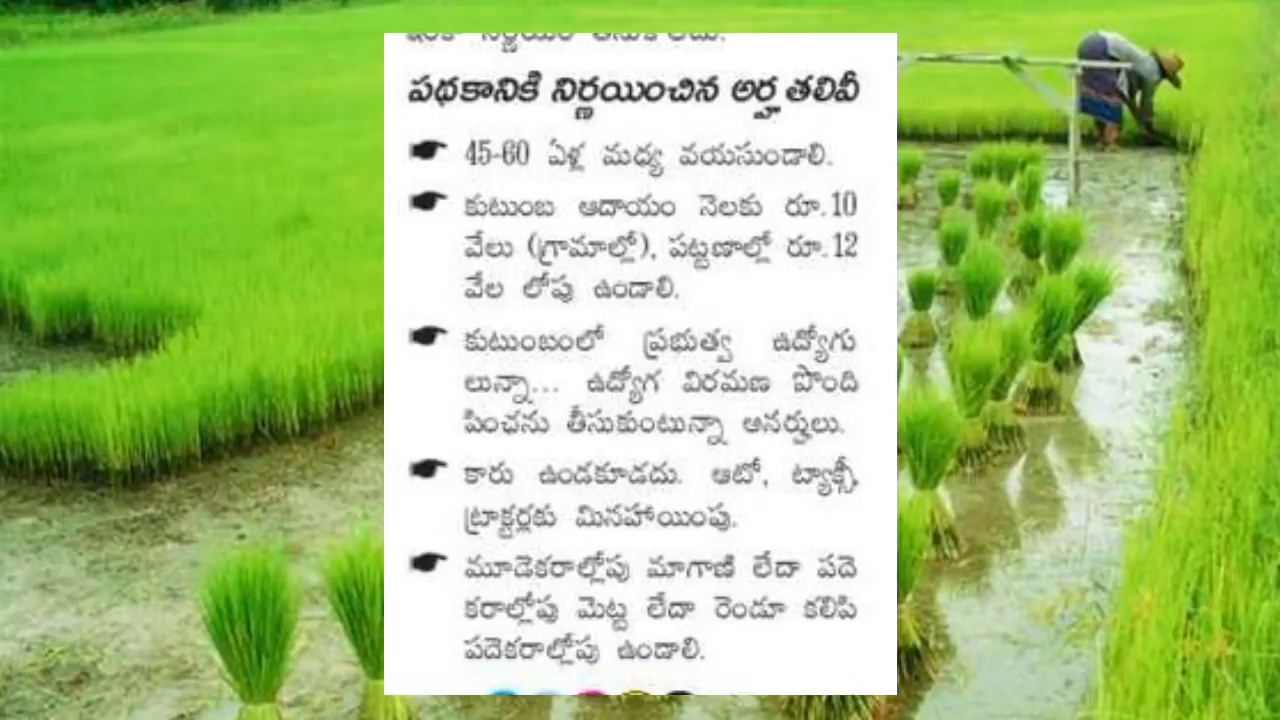 పథకానికి నిర్ణయించిన అర్హతలివీ
45-60 ఏళ్ల మధ్య వయసుండాలి.
కుటుంబ ఆదాయం నెలకు రూ.10
వేలు (గ్రామాల్లో), పట్టణాల్లో రూ.12
వేల లోపు ఉండాలి.
కుటుంబంలో ప్రభుత్వ ఉద్యోగు
లున్నా... ఉద్యోగ విరమణ పొంది
పింఛను తీసుకుంటున్నా అనర్హులు.
కారు ఉండకూడదు. ఆటో, ట్యాక్సీ,
ట్రాక్టర్లకు మినహాయింపు.
మూడెకరాల్లోపు మాగాణి లేదా పదె
కరాల్లోపు మెట్ట లేదా రెండూ కలిపి
పదెకరాల్లోపు ఉండాలి.